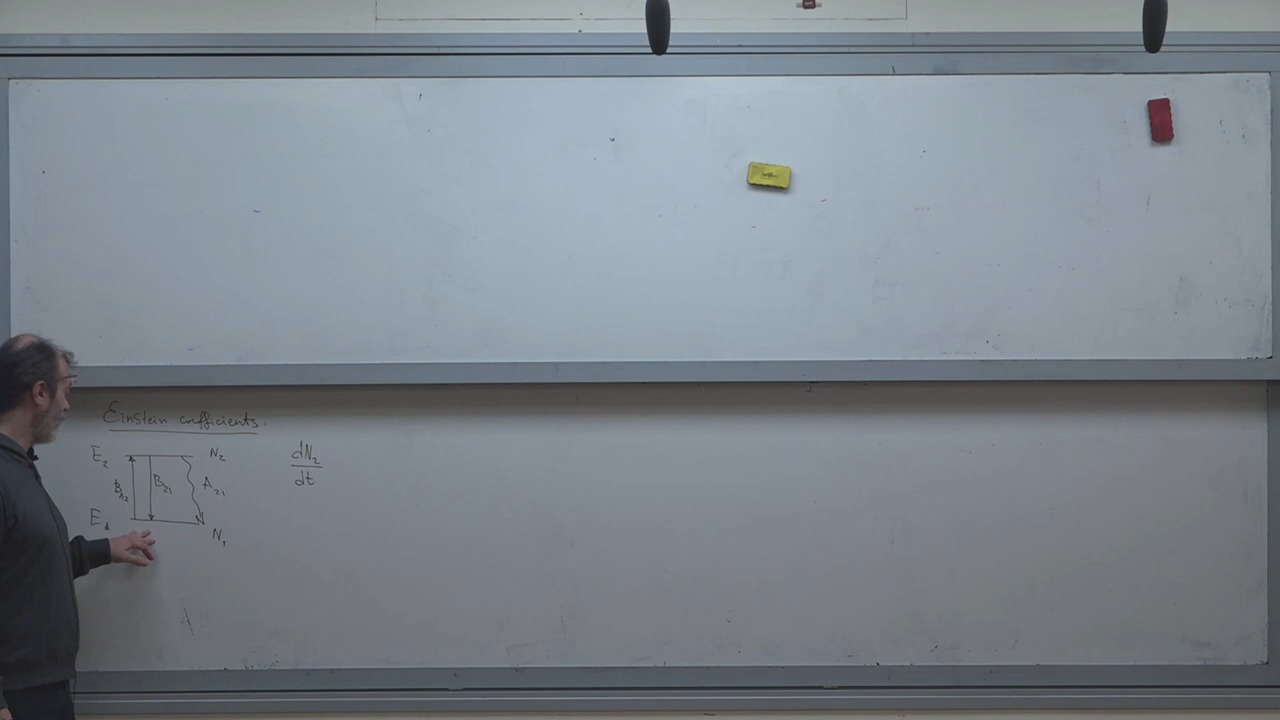 Einstein coefficients.
E₂ N₂
B₁₂ B₂₁ A₂₁
E₁ N₁
dN₂
dt